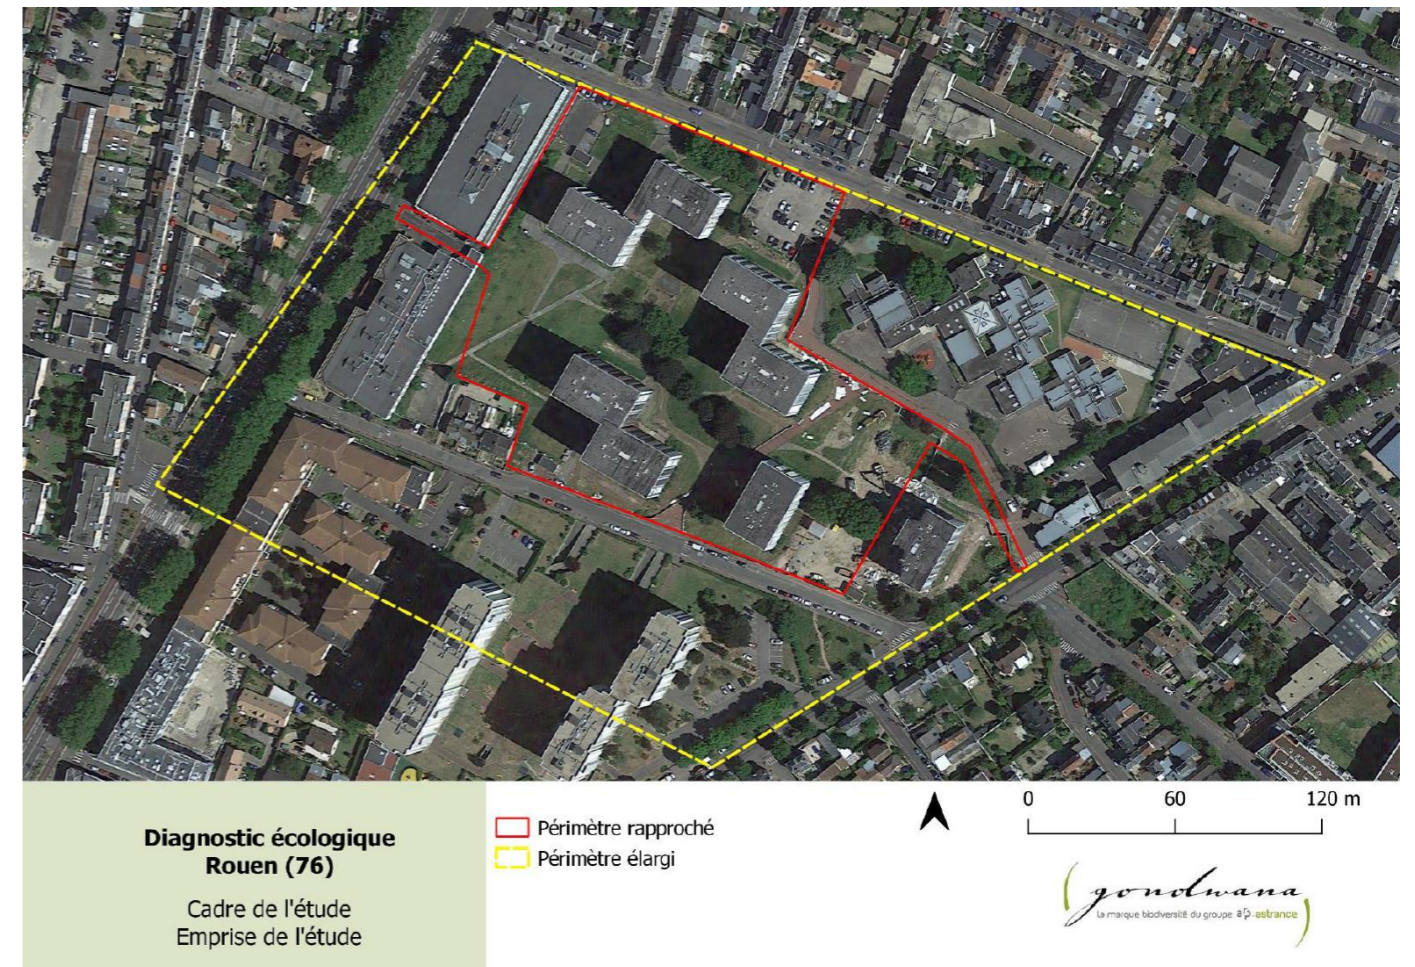 Diagnostic écologique
Rouen (76)
Cadre de l'étude
Emprise de l'étude
Périmètre rapproché
Périmètre élargi
0 60 120 m
gondwana
La marque biodiversité du groupe a|p.astrance